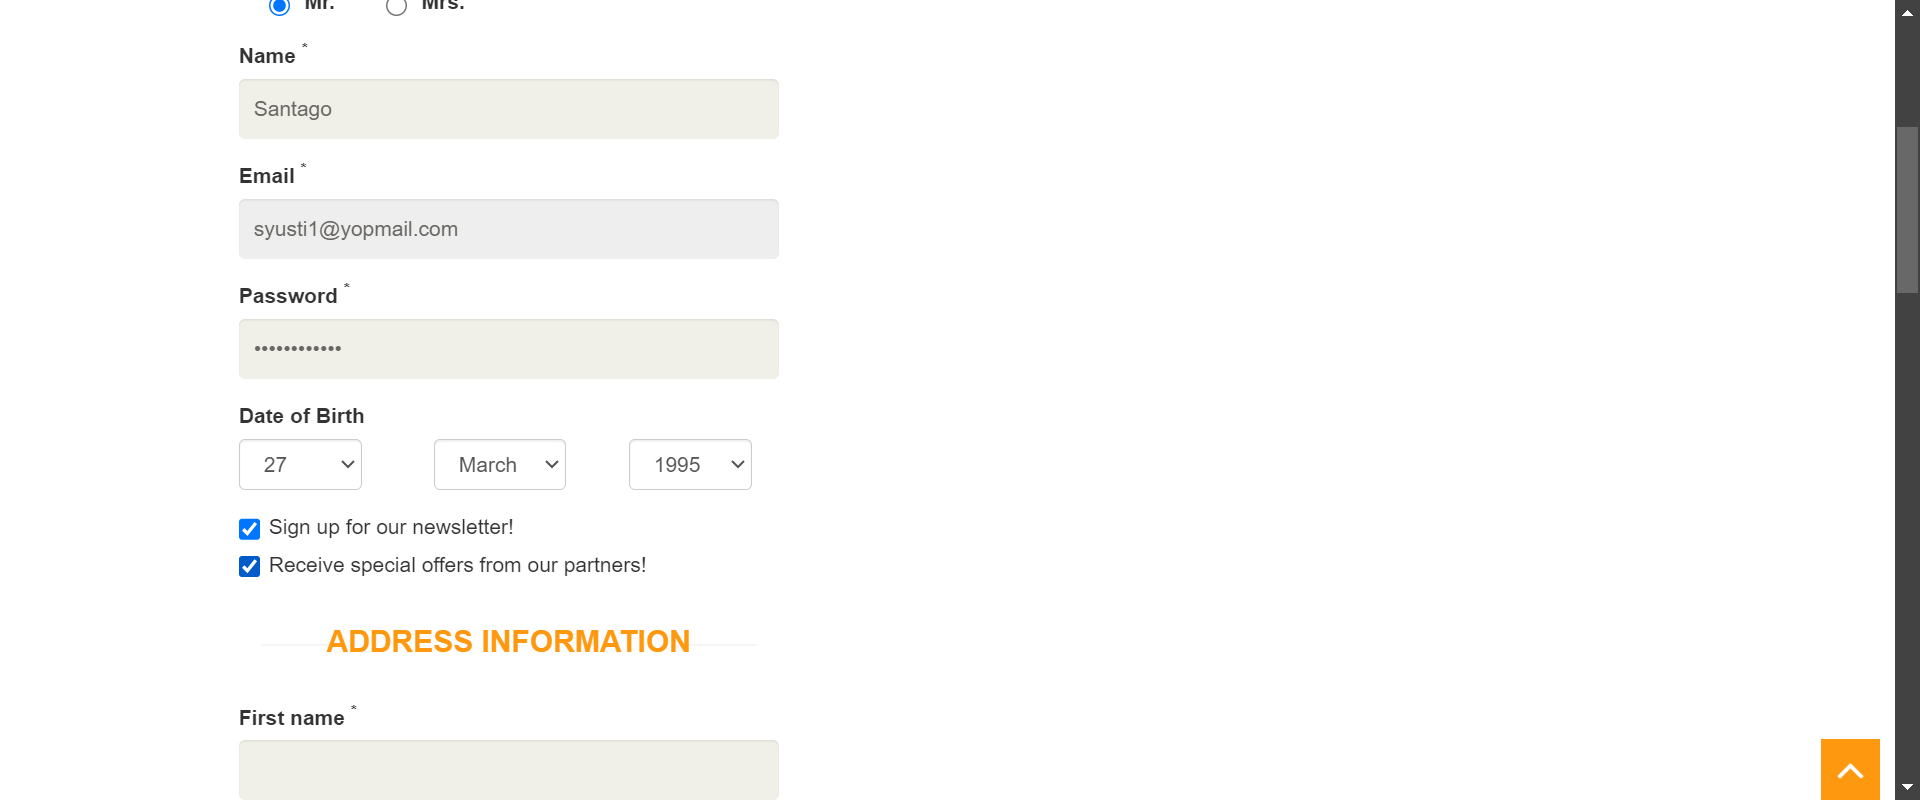 Mr. Mrs.
Name *
Santago
Email *
syusti1@yopmail.com
Password *
••••••••••••
Date of Birth
27 March 1995
Sign up for our newsletter!
Receive special offers from our partners!
ADDRESS INFORMATION
First name *